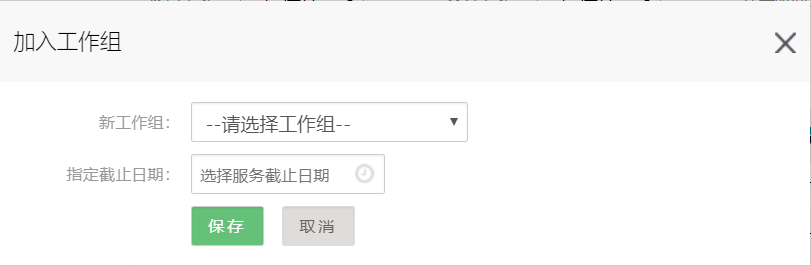 加入工作组
新工作组：
--请选择工作组--
指定截止日期：
选择服务截止日期
保存
取消